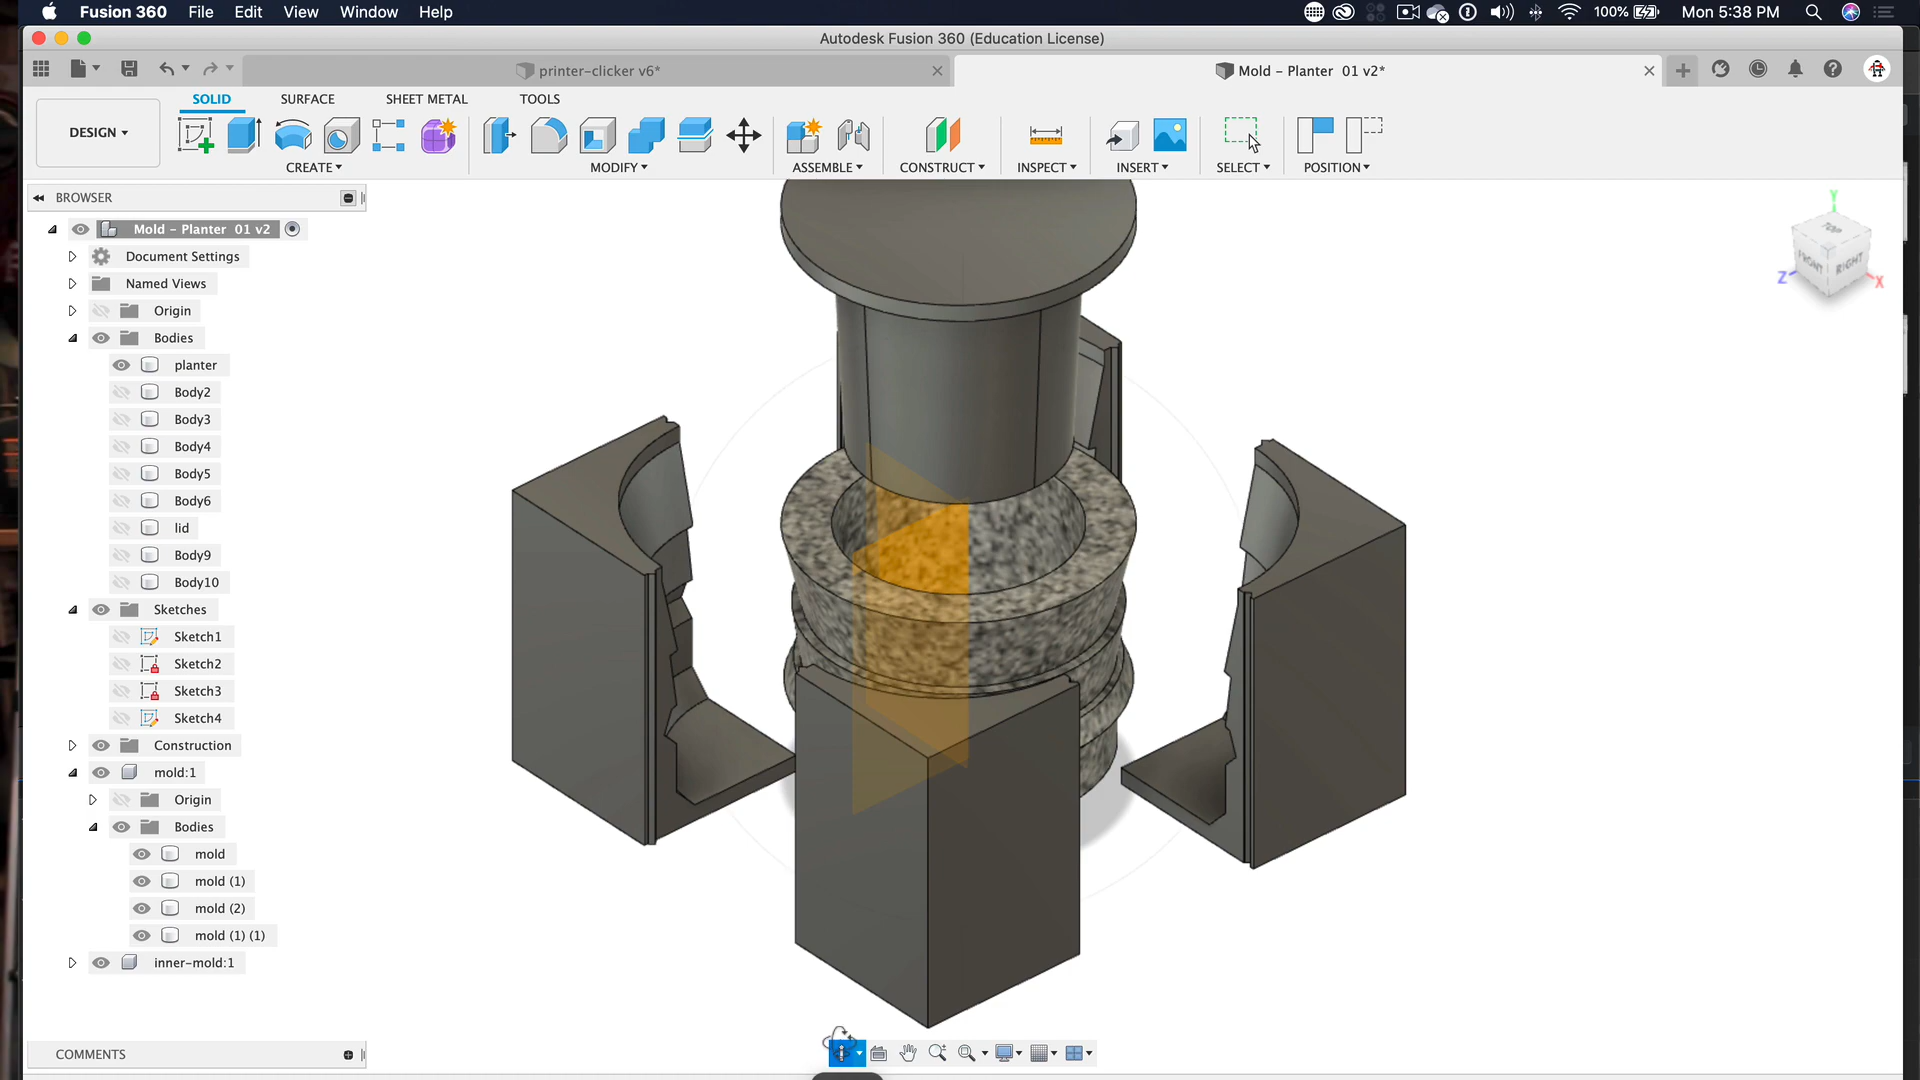 Fusion 360 File Edit View Window Help 100% Mon 5:38 PM
Autodesk Fusion 360 (Education License)
printer-clicker v6* Mold - Planter 01 v2*
SOLID SURFACE SHEET METAL TOOLS
DESIGN
CREATE MODIFY ASSEMBLE CONSTRUCT INSPECT INSERT SELECT POSITION
BROWSER
Mold - Planter 01 v2
Document Settings
Named Views
Origin
Bodies
planter
Body2
Body3
Body4
Body5
Body6
lid
Body9
Body10
Sketches
Sketch1
Sketch2
Sketch3
Sketch4
Construction
mold:1
Origin
Bodies
mold
mold (1)
mold (2)
mold (1) (1)
inner-mold:1
COMMENTS
Y
TOP
FRONT RIGHT
Z X